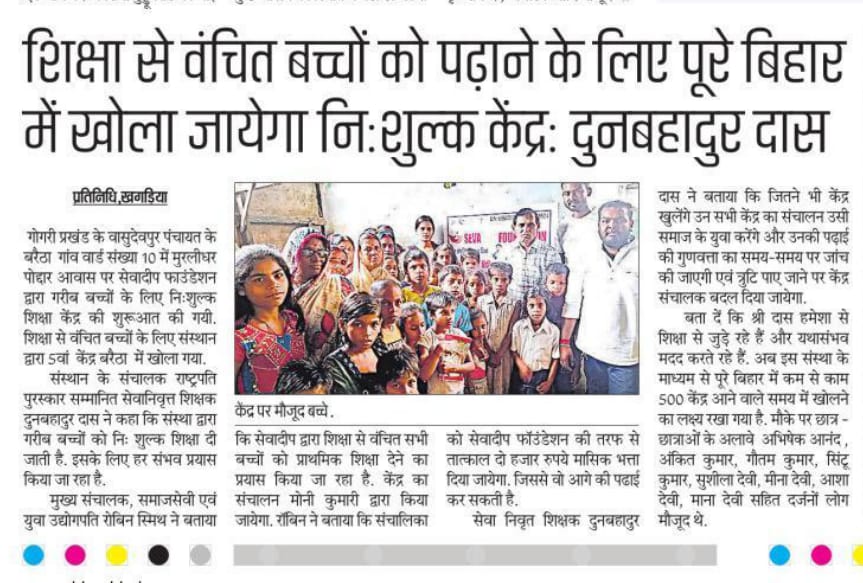 शिक्षा से वंचित बच्चों को पढ़ाने के लिए पूरे बिहार
में खोला जायेगा नि:शुल्क केंद्र: दुनबहादुर दास
प्रतिनिधि,खगड़िया
गोगरी प्रखंड के वासुदेवपुर पंचायत के
बरैठा गांव वार्ड संख्या 10 में मुरलीधर
पोद्दार आवास पर सेवादीप फाउंडेशन
द्वारा गरीब बच्चों के लिए नि:शुल्क
शिक्षा केंद्र की शुरूआत की गयी.
शिक्षा से वंचित बच्चों के लिए संस्थान
द्वारा 5वां केंद्र बरैठा में खोला गया.
संस्थान के संचालक राष्ट्रपति
पुरस्कार सम्मानित सेवानिवृत्त शिक्षक
दुनबहादुर दास ने कहा कि संस्था द्वारा
गरीब बच्चों को निः शुल्क शिक्षा दी
जाती है. इसके लिए हर संभव प्रयास
किया जा रहा है.
मुख्य संचालक, समाजसेवी एवं
युवा उद्योगपति रोबिन स्मिथ ने बताया
SEVA FOUN
केंद्र पर मौजूद बच्चे.
कि सेवादीप द्वारा शिक्षा से वंचित सभी
बच्चों को प्राथमिक शिक्षा देने का
प्रयास किया जा रहा है. केंद्र का
संचालन मोनी कुमारी द्वारा किया
जायेगा. रॉबिन ने बताया कि संचालिका
को सेवादीप फॉउंडेशन की तरफ से
तात्काल दो हजार रुपये मासिक भत्ता
दिया जायेगा. जिससे वो आगे की पढाई
कर सकती है.
सेवा निवृत शिक्षक दुनबहादुर
दास ने बताया कि जितने भी केंद्र
खुलेंगे उन सभी केंद्र का संचालन उसी
समाज के युवा करेंगे और उनकी पढ़ाई
की गुणवत्ता का समय-समय पर जांच
की जाएगी एवं त्रुटि पाए जाने पर केंद्र
संचालक बदल दिया जायेगा.
बता दें कि श्री दास हमेशा से
शिक्षा से जुड़े रहे हैं और यथासंभव
मदद करते रहे हैं. अब इस संस्था के
माध्यम से पूरे बिहार में कम से काम
500 केंद्र आने वाले समय में खोलने
का लक्ष्य रखा गया है. मौके पर छात्र -
छात्राओं के अलावे अभिषेक आनंद ,
अंकित कुमार, गौतम कुमार, सिंटू
कुमार, सुशीला देवी, मीना देवी, आशा
देवी, माना देवी सहित दर्जनों लोग
मौजूद थे.